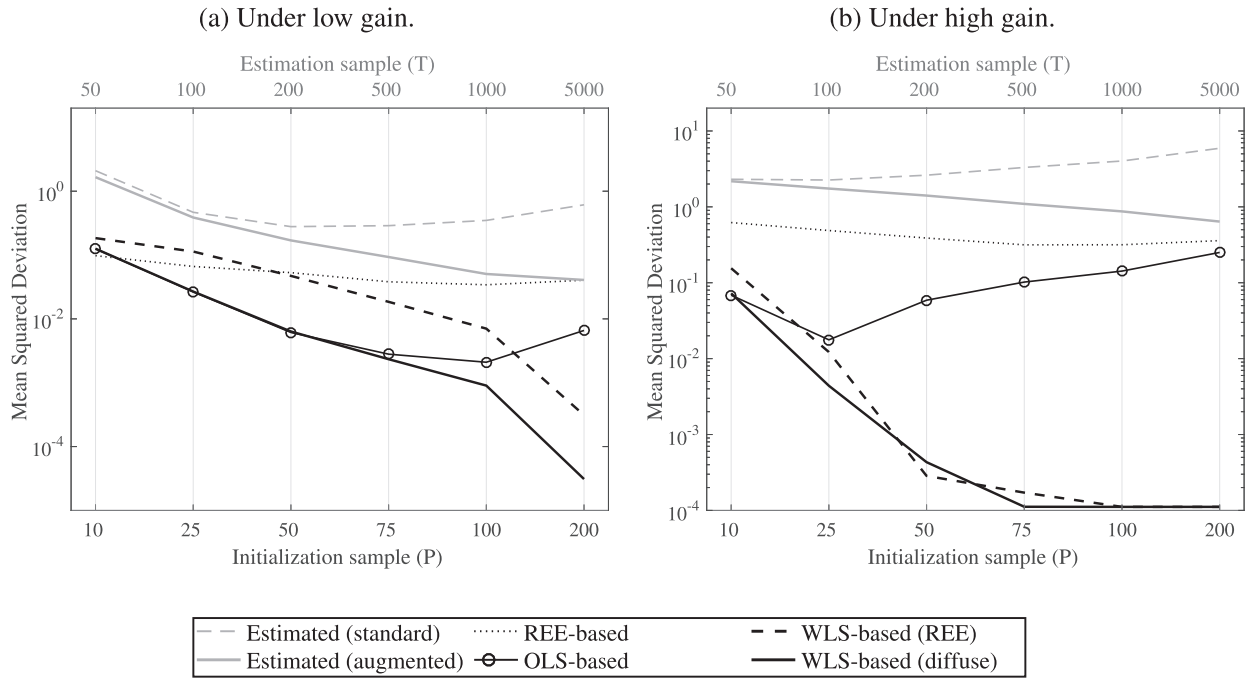 (a) Under low gain.
Estimation sample (T)
50 100 200 500 1000 5000
10^0
10^-2
10^-4
Mean Squared Deviation
10 25 50 75 100 200
Initialization sample (P)
(b) Under high gain.
Estimation sample (T)
50 100 200 500 1000 5000
10^1
10^0
10^-1
10^-2
10^-3
10^-4
Mean Squared Deviation
10 25 50 75 100 200
Initialization sample (P)
Estimated (standard) REE-based WLS-based (REE)
Estimated (augmented) OLS-based WLS-based (diffuse)